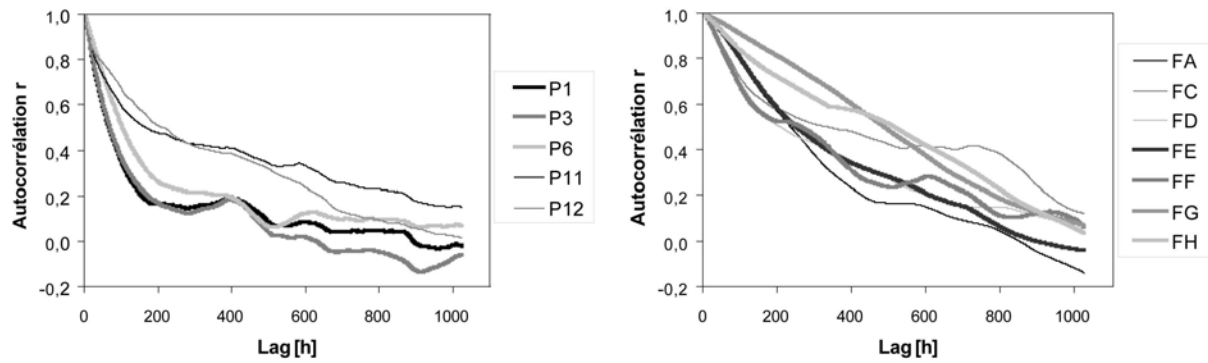 1,0
0,8
0,6
0,4
0,2
0,0
-0,2
Autocorrélation r
0 200 400 600 800 1000
Lag [h]
P1
P3
P6
P11
P12
1,0
0,8
0,6
0,4
0,2
0,0
-0,2
Autocorrélation r
0 200 400 600 800 1000
Lag [h]
FA
FC
FD
FE
FF
FG
FH